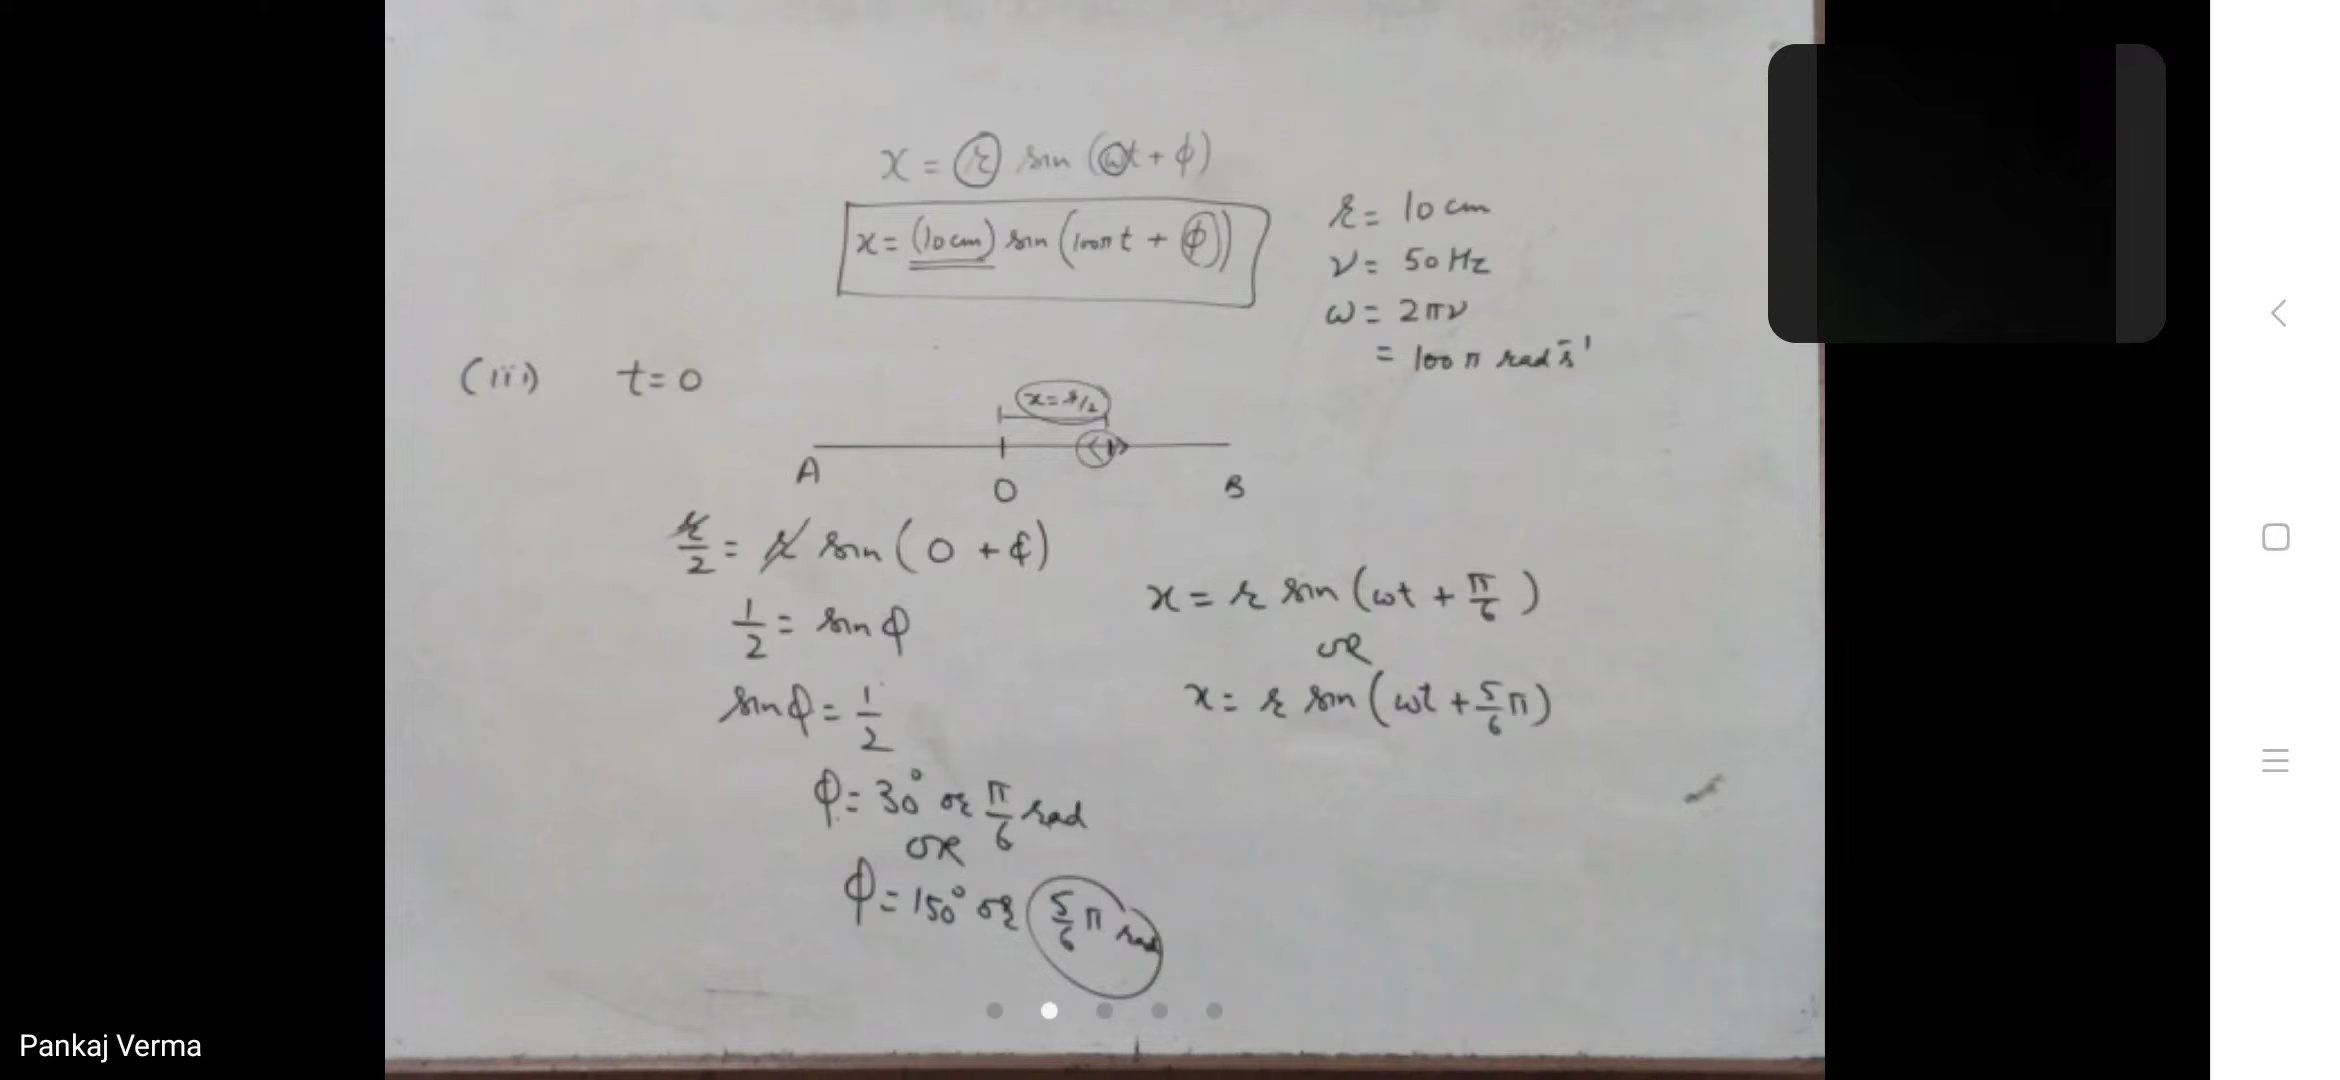 x = r sin (ωt + φ)
x = (10 cm) sin (100π t + φ)
r = 10 cm
ν = 50 Hz
ω = 2πν
= 100 π rad s⁻¹
(iii) t = 0
x = r/2
A O B
r/2 = r sin ( 0 + φ)
1/2 = sin φ
sin φ = 1/2
φ = 30° or π/6 rad
OR
φ = 150° or 5/6 π rad
x = r sin (ωt + π/6 )
OR
x = r sin (ωt + 5/6 π)
Pankaj Verma